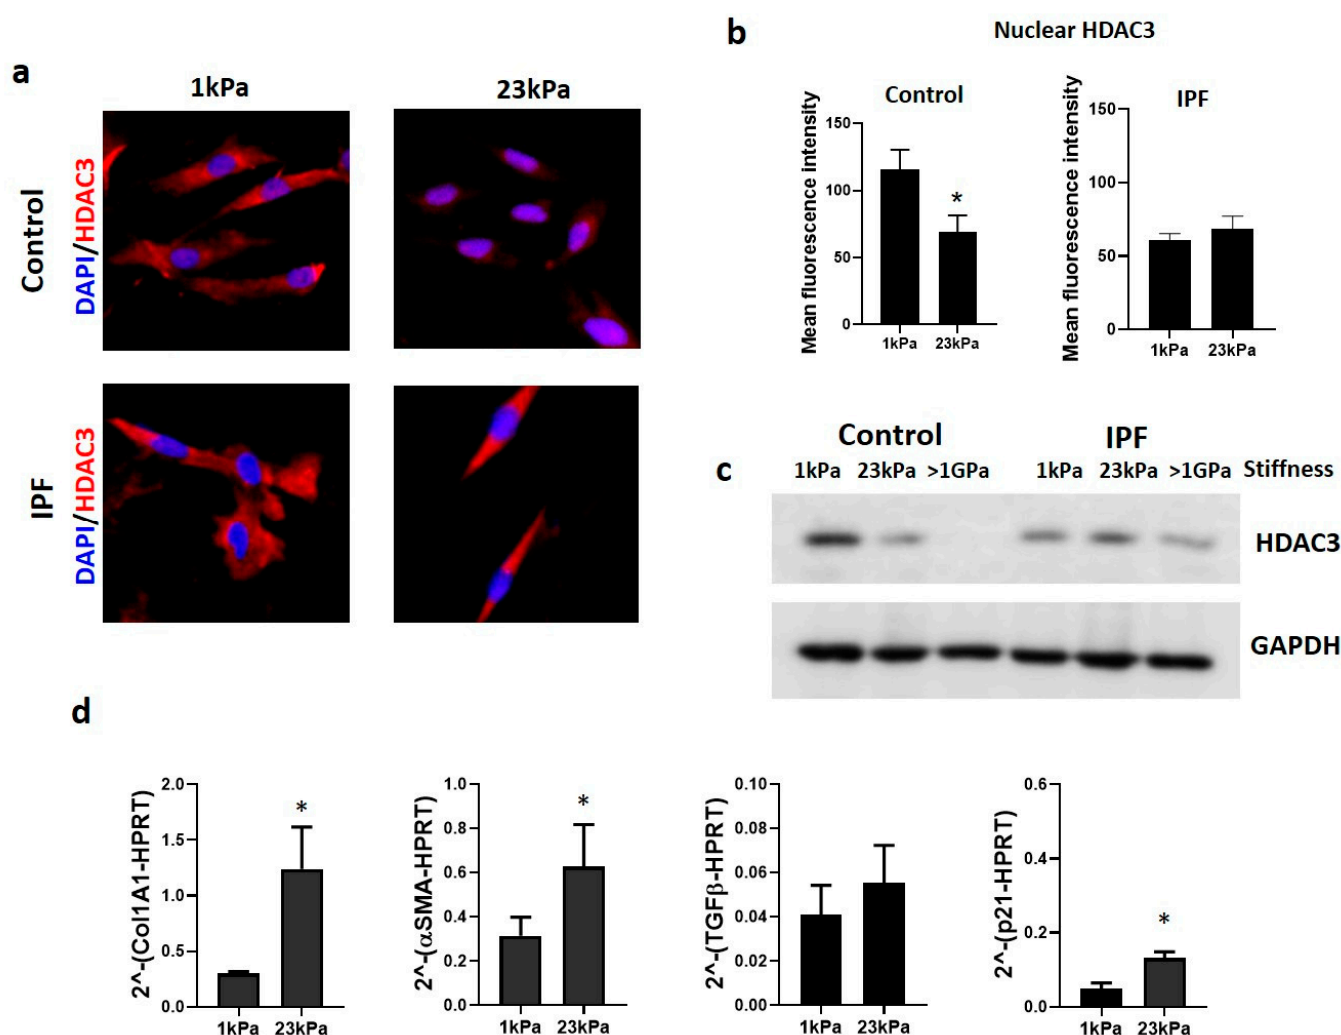 a
1kPa
23kPa
Control
DAPI/HDAC3
IPF
DAPI/HDAC3
b
Nuclear HDAC3
Control
Mean fluorescence intensity
150
100
50
0
*
1kPa
23kPa
IPF
Mean fluorescence intensity
150
100
50
0
1kPa
23kPa
c
Control
IPF
1kPa 23kPa >1GPa 1kPa 23kPa >1GPa Stiffness
HDAC3
GAPDH
d
2^-(Col1A1-HPRT)
2.0
1.5
1.0
0.5
0.0
*
1kPa 23kPa
2^-(αSMA-HPRT)
1.0
0.8
0.6
0.4
0.2
0.0
*
1kPa 23kPa
2^-(TGFβ-HPRT)
0.10
0.08
0.06
0.04
0.02
0.00
1kPa 23kPa
2^-(p21-HPRT)
0.6
0.4
0.2
0.0
*
1kPa 23kPa